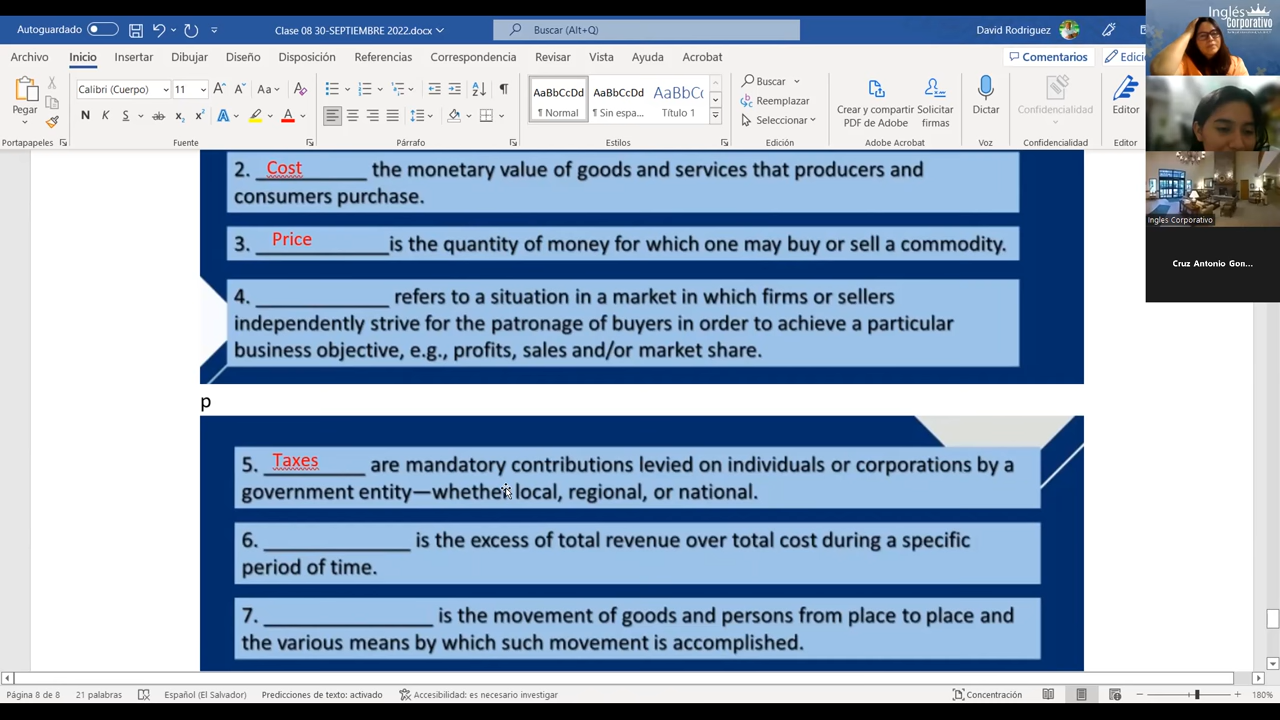 Autoguardado
Clase 08 30-SEPTIEMBRE 2022.docx
Buscar (Alt+Q)
David Rodriguez
Inglés
Corporativo
Archivo Inicio Insertar Dibujar Diseño Disposición Referencias Correspondencia Revisar Vista Ayuda Acrobat
Comentarios
Edició
Pegar
Calibri (Cuerpo) 11
N K S
AaBbCcDd AaBbCcDd AaBbCc
¶ Normal ¶ Sin espa... Título 1
Buscar
Reemplazar
Seleccionar
Crear y compartir
PDF de Adobe
Solicitar
firmas
Dictar
Confidencialidad
Editor
Portapapeles Fuente Párrafo Estilos Edición Adobe Acrobat Voz Confidencialidad Editor
2. Cost the monetary value of goods and services that producers and
consumers purchase.
3. Price is the quantity of money for which one may buy or sell a commodity.
4. ____________ refers to a situation in a market in which firms or sellers
independently strive for the patronage of buyers in order to achieve a particular
business objective, e.g., profits, sales and/or market share.
p
5. Taxes are mandatory contributions levied on individuals or corporations by a
government entity—whether local, regional, or national.
6. _____________ is the excess of total revenue over total cost during a specific
period of time.
7. _______________ is the movement of goods and persons from place to place and
the various means by which such movement is accomplished.
Ingles Corporativo
Cruz Antonio Gon...
Página 8 de 8 21 palabras Español (El Salvador) Predicciones de texto: activado Accesibilidad: es necesario investigar Concentración 180%